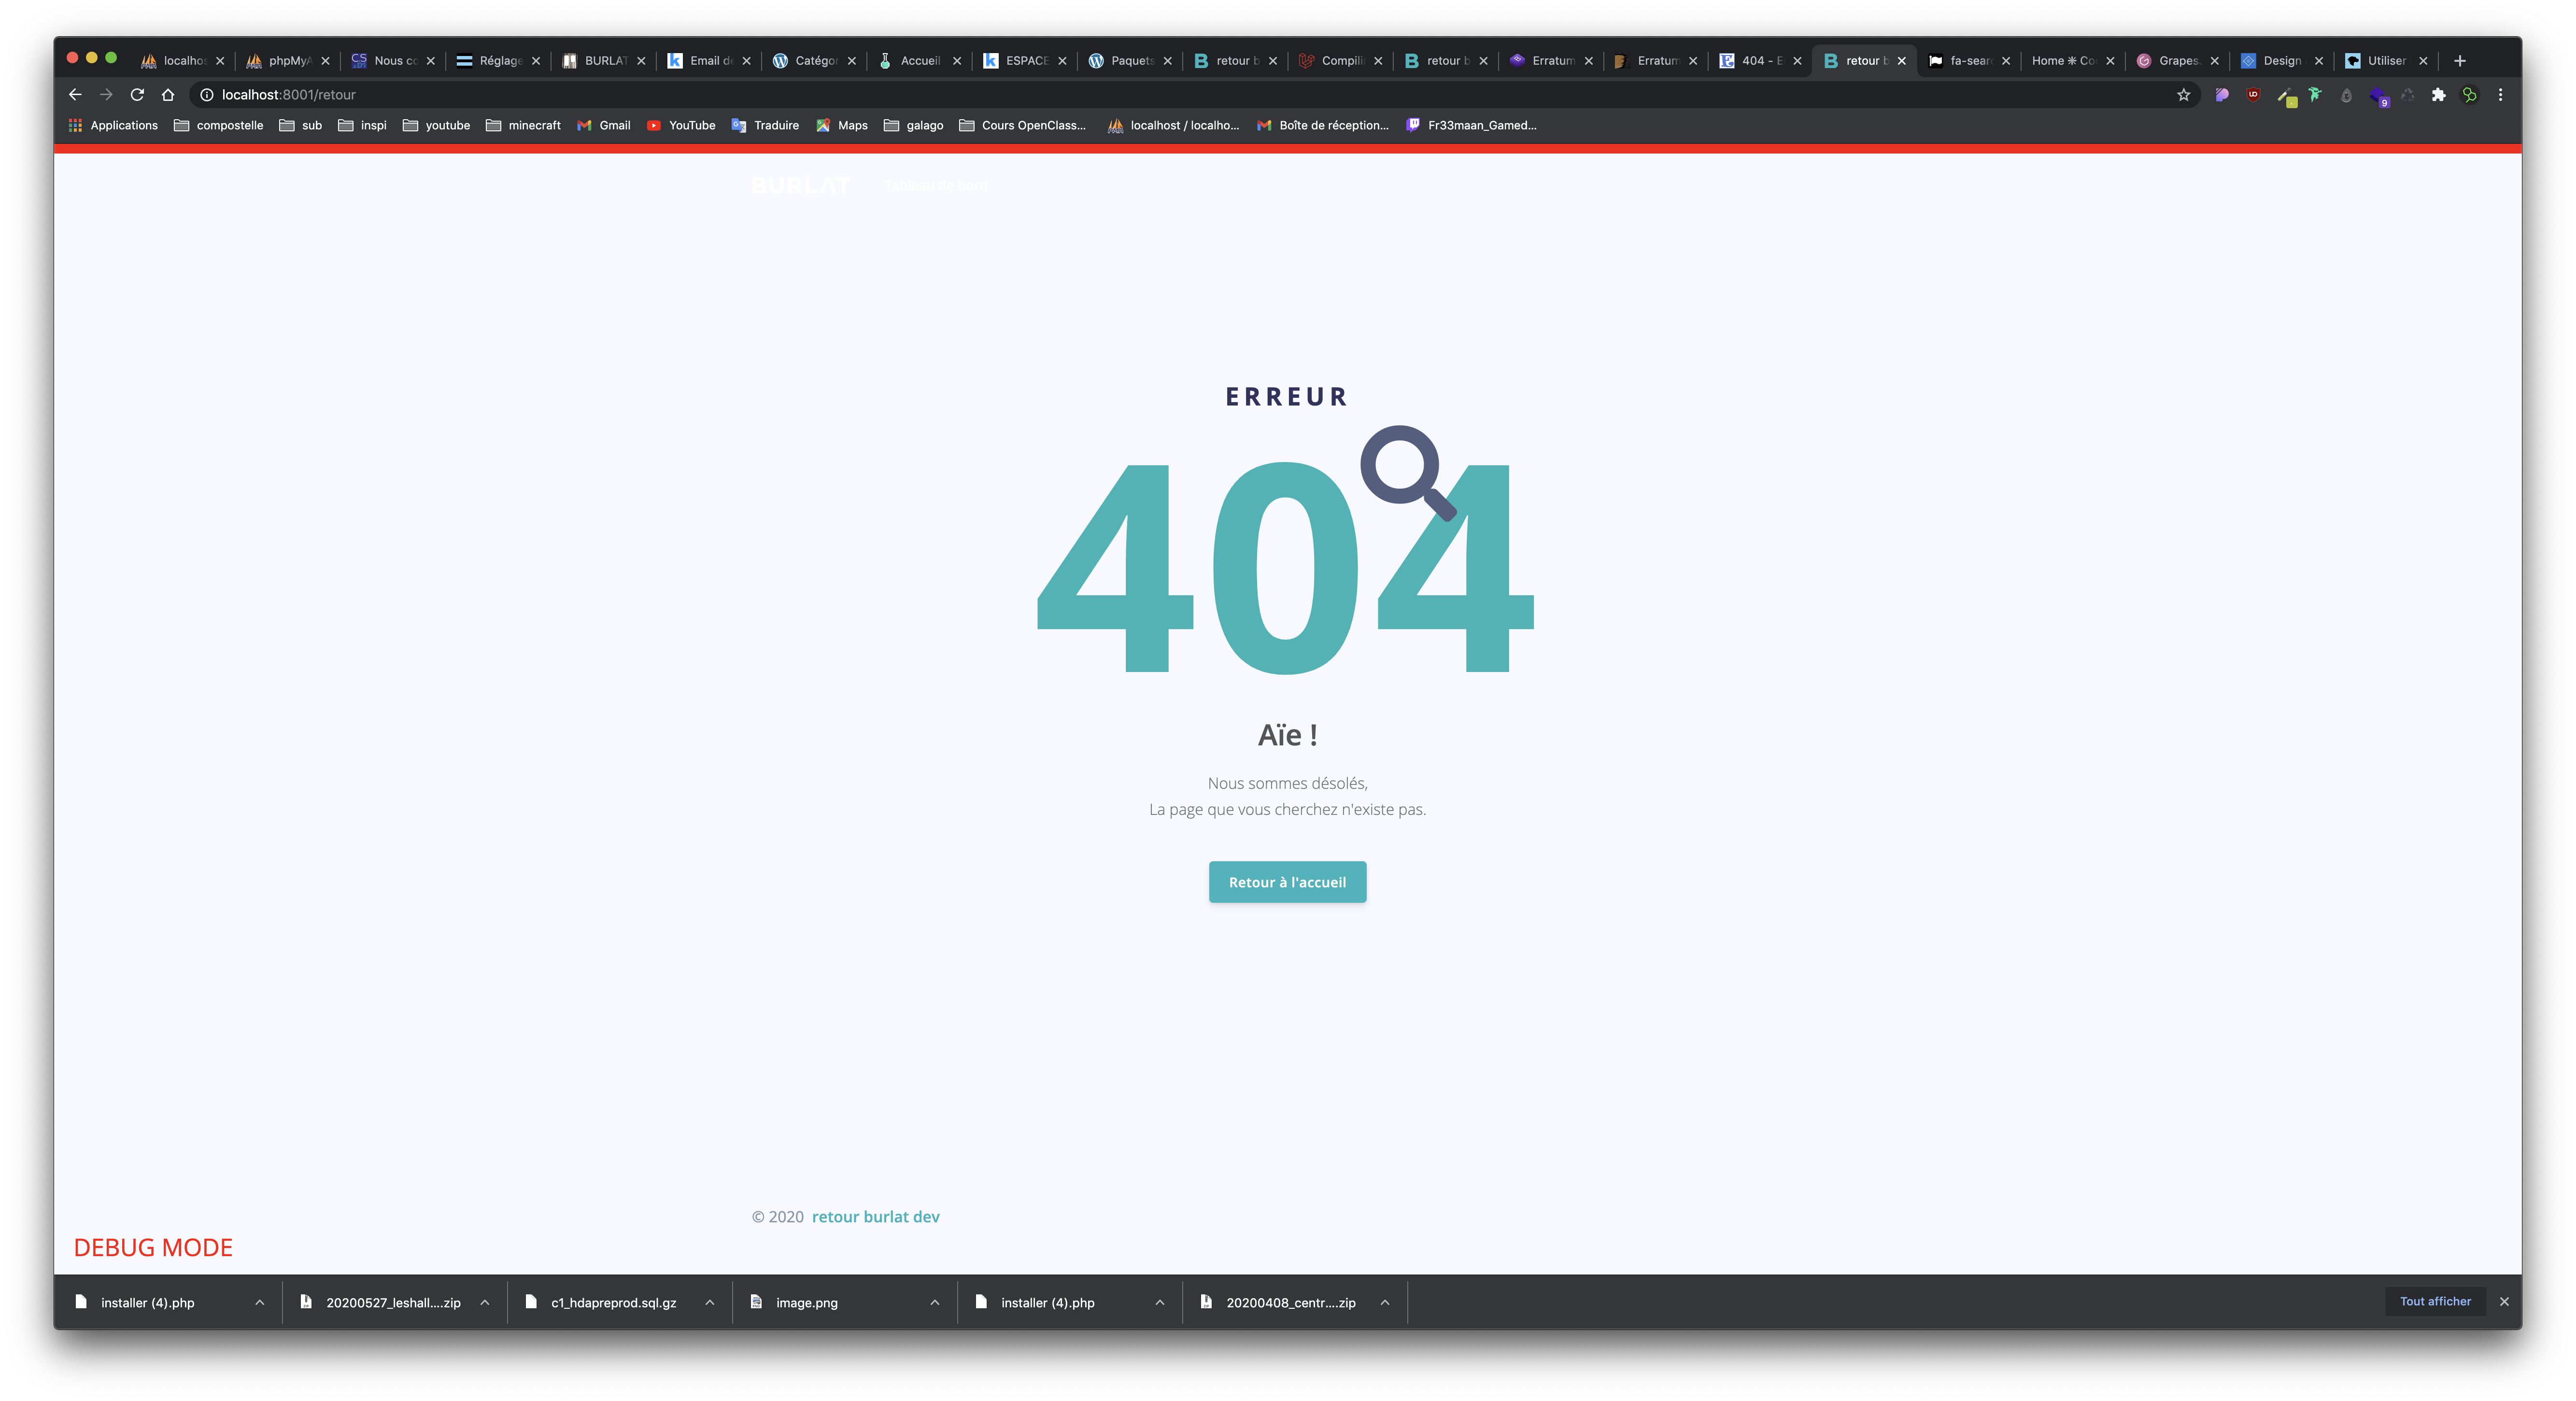 localhos
phpMyA
Nous co
Réglage
BURLAT
Email de
Catégor
Accueil
ESPACE
Paquets
retour b
Compili
retour b
Erratum
Erratum
404 - E
retour b
fa-searc
Home ⁜ Co
Grapes.
Design
Utiliser
localhost:8001/retour
9
Applications
compostelle
sub
inspi
youtube
minecraft
Gmail
YouTube
Traduire
Maps
galago
Cours OpenClass...
localhost / localho...
Boîte de réception...
Fr33maan_Gamed...
BURLAT
Tableau de bord
ERREUR
404
Aïe !
Nous sommes désolés,
La page que vous cherchez n'existe pas.
Retour à l'accueil
© 2020 retour burlat dev
DEBUG MODE
installer (4).php
20200527_leshall....zip
c1_hdapreprod.sql.gz
image.png
installer (4).php
20200408_centr....zip
Tout afficher